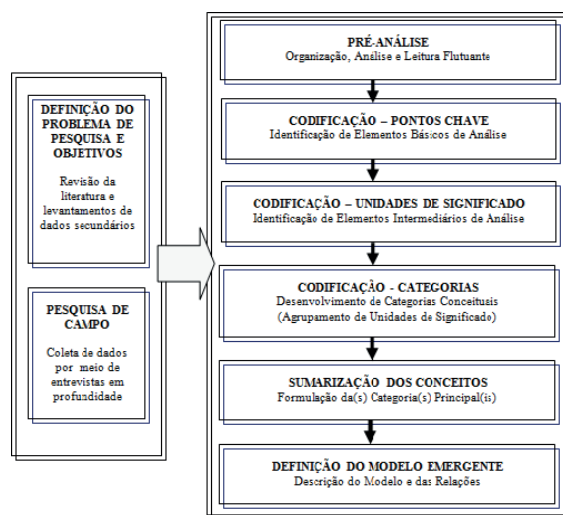 DEFINIÇÃO DO
PROBLEMA DE
PESQUISA E
OBJETIVOS
Revisão da
literatura e
levantamentos de
dados secundários
PESQUISA DE
CAMPO
Coleta de dados
por meio de
entrevistas em
profundidade
PRÉ-ANÁLISE
Organização, Análise e Leitura Flutuante
CODIFICAÇÃO – PONTOS CHAVE
Identificação de Elementos Básicos de Análise
CODIFICAÇÃO – UNIDADES DE SIGNIFICADO
Identificação de Elementos Intermediários de Análise
CODIFICAÇÃO - CATEGORIAS
Desenvolvimento de Categorias Conceituais
(Agrupamento de Unidades de Significado)
SUMARIZAÇÃO DOS CONCEITOS
Formulação da(s) Categoria(s) Principal(is)
DEFINIÇÃO DO MODELO EMERGENTE
Descrição do Modelo e das Relações